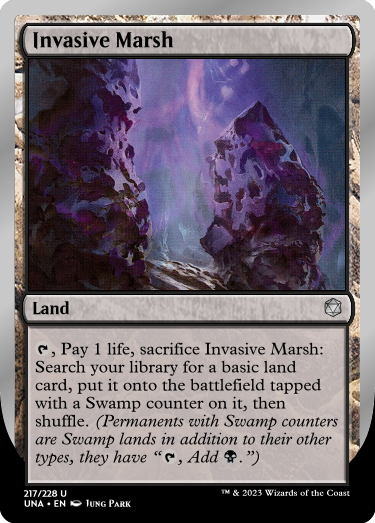 Invasive Marsh
Land
, Pay 1 life, sacrifice Invasive Marsh:
Search your library for a basic land
card, put it onto the battlefield tapped
with a Swamp counter on it, then
shuffle. (Permanents with Swamp counters
are Swamp lands in addition to their other
types, they have “, Add .”)
217/228 U
UNA • EN Jung Park
™ & 2023 Wizards of the Coast